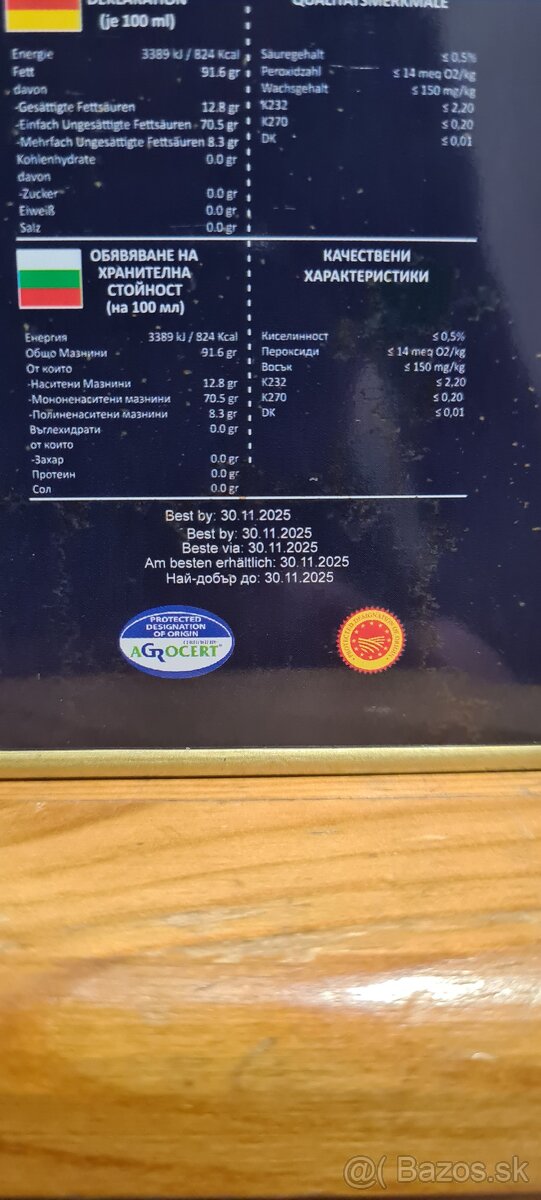 DEKLARATION
(je 100 ml)
QUALITÄTSMERKMALE
Energie 3389 kJ / 824 Kcal
Fett 91.6 gr
davon
-Gesättigte Fettsäuren 12.8 gr
-Einfach Ungesättigte Fettsäuren 70.5 gr
-Mehrfach Ungesättigte Fettsäuren 8.3 gr
Kohlenhydrate 0.0 gr
davon
-Zucker 0.0 gr
Eiweiß 0.0 gr
Salz 0.0 gr
Säuregehalt ≤ 0,5%
Peroxidzahl ≤ 14 meq O2/kg
Wachsgehalt ≤ 150 mg/kg
K232 ≤ 2,20
K270 ≤ 0,20
DK ≤ 0,01
ОБЯВЯВАНЕ НА
ХРАНИТЕЛНА
СТОЙНОСТ
(на 100 мл)
КАЧЕСТВЕНИ
ХАРАКТЕРИСТИКИ
Енергия 3389 kJ / 824 Kcal
Общо Мазнини 91.6 gr
От които
-Наситени Мазнини 12.8 gr
-Мононенаситени мазнини 70.5 gr
-Полиненаситени мазнини 8.3 gr
Въглехидрати 0.0 gr
от които
-Захар 0.0 gr
Протеин 0.0 gr
Сол 0.0 gr
Киселинност ≤ 0,5%
Пероксиди ≤ 14 meq O2/kg
Восък ≤ 150 mg/kg
K232 ≤ 2,20
K270 ≤ 0,20
DK ≤ 0,01
Best by: 30.11.2025
Best by: 30.11.2025
Beste via: 30.11.2025
Am besten erhältlich: 30.11.2025
Най-добър до: 30.11.2025
PROTECTED
DESIGNATION
OF ORIGIN
AGROCERT
PROTECTED DESIGNATION OF ORIGIN
@( Bazos.sk